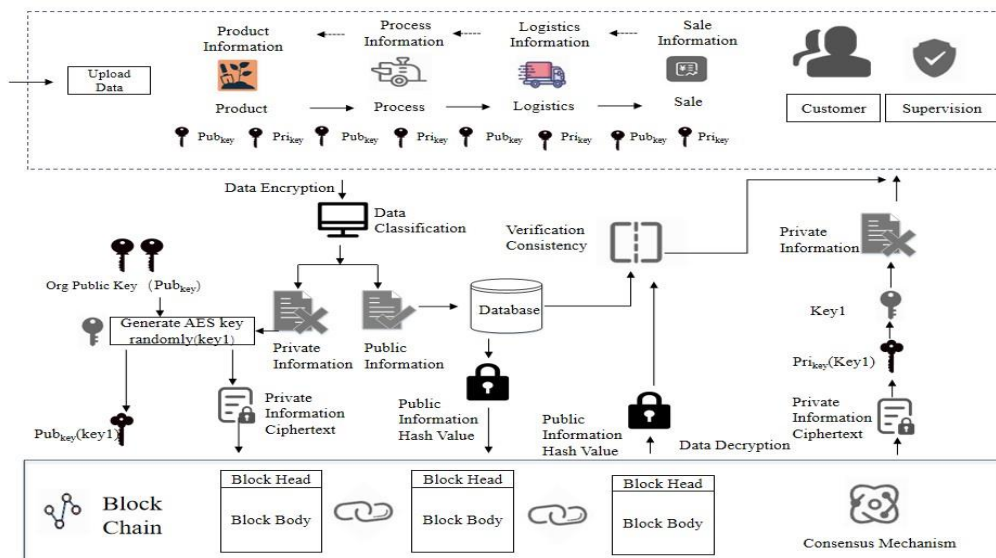 Product
Information
Process
Information
Logistics
Information
Sale
Information
Upload
Data
Product
Process
Logistics
Sale
Customer
Supervision
Pubkey
Prikey
Pubkey
Prikey
Pubkey
Prikey
Pubkey
Prikey
Data Encryption
Data
Classification
Verification
Consistency
Private
Information
Org Public Key （Pubkey）
Database
Key1
Generate AES key
randomly(key1)
Private
Information
Public
Information
Prikey(Key1)
Private
Information
Ciphertext
Public
Information
Hash Value
Public
Information
Hash Value
Private
Information
Ciphertext
Pubkey(key1)
Data Decryption
Block
Chain
Block Head
Block Body
Block Head
Block Body
Block Head
Block Body
Consensus Mechanism